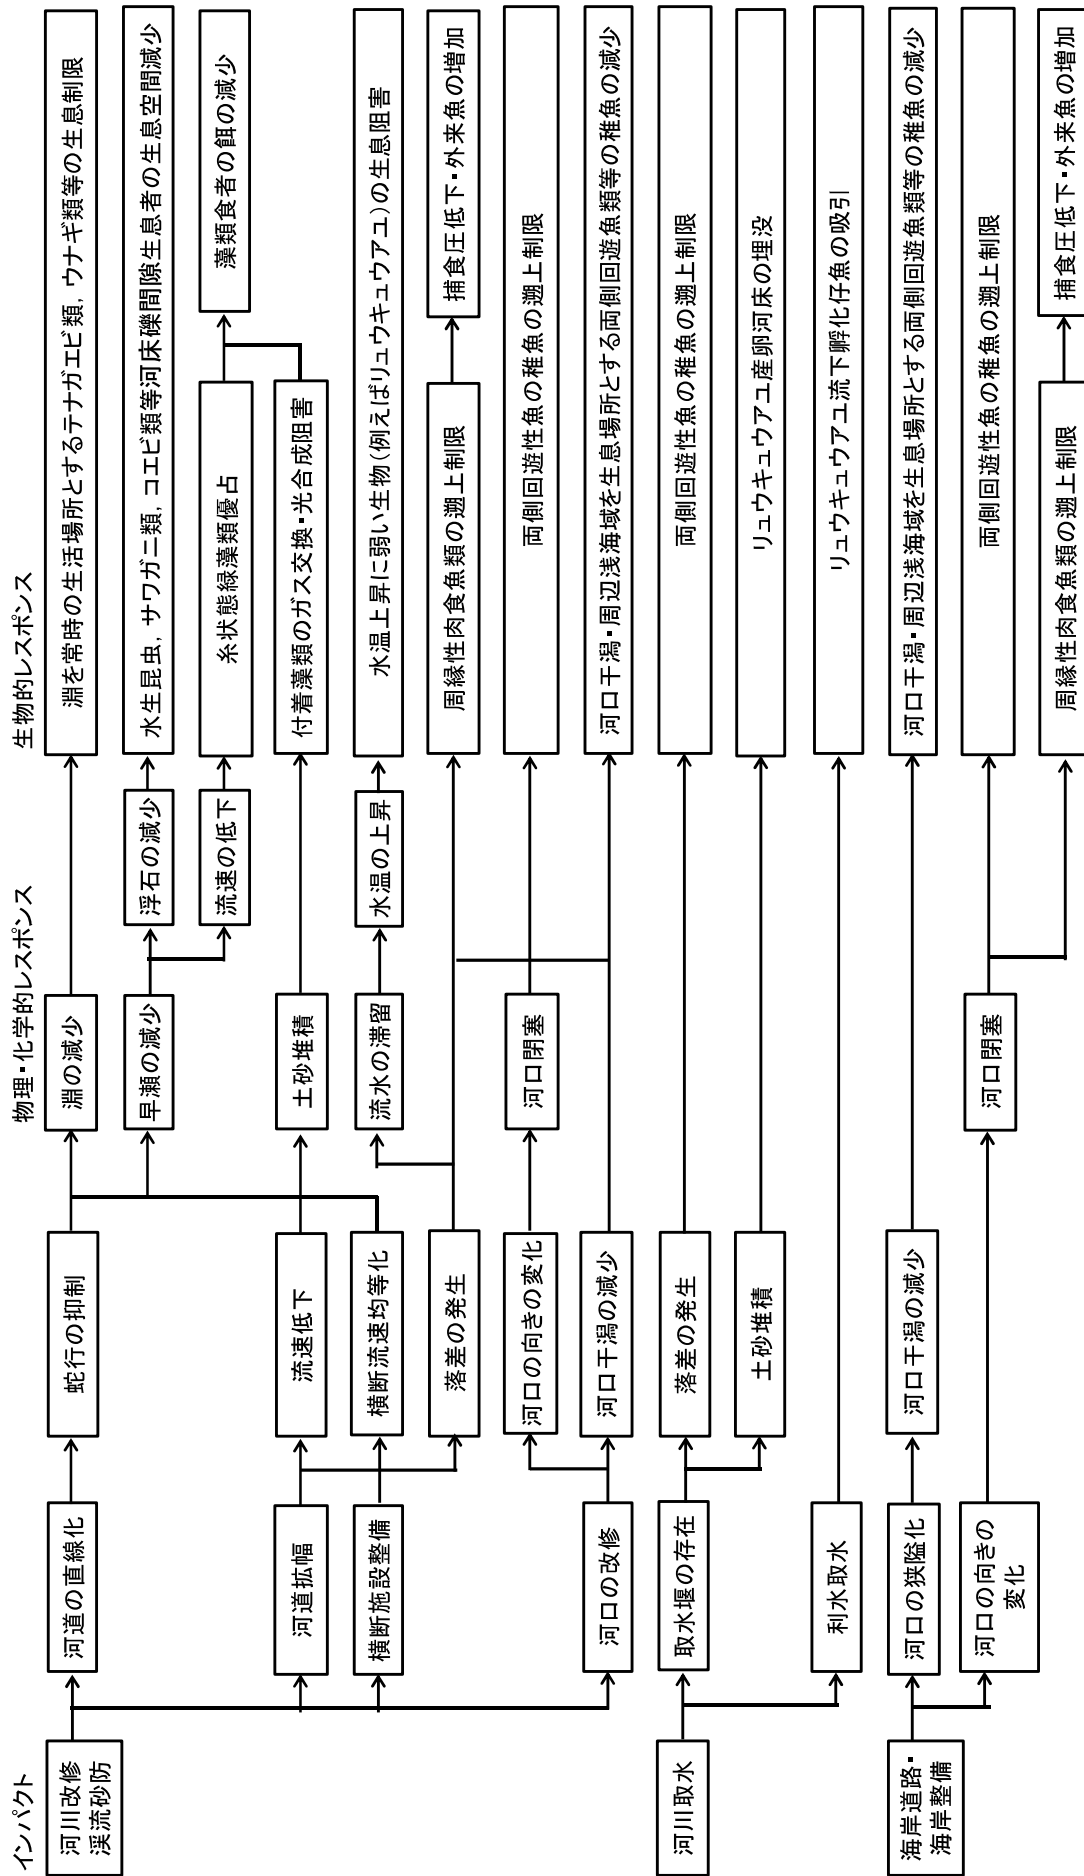 インパクト
物理・化学的レスポンス
生物的レスポンス
河川改修
渓流砂防
河道の直線化
蛇行の抑制
淵の減少
淵を常時の生活場所とするテナガエビ類，ウナギ類等の生息制限
早瀬の減少
浮石の減少
水生昆虫，サワガニ類，コエビ類等河床礫間隙生息者の生息空間減少
流速の低下
糸状態緑藻類優占
藻類食者の餌の減少
河道拡幅
流速低下
土砂堆積
付着藻類のガス交換・光合成阻害
横断施設整備
横断流速均等化
流水の滞留
水温の上昇
水温上昇に弱い生物(例えばリュウキュウアユ)の生息阻害
落差の発生
周縁性肉食魚類の遡上制限
捕食圧低下・外来魚の増加
河口の向きの変化
河口閉塞
両側回遊性魚の稚魚の遡上制限
河口の改修
河口干潟の減少
河口干潟・周辺浅海域を生息場所とする両側回遊魚類等の稚魚の減少
河川取水
取水堰の存在
落差の発生
両側回遊性魚の稚魚の遡上制限
土砂堆積
リュウキュウアユ産卵河床の埋没
利水取水
リュウキュウアユ流下孵化仔魚の吸引
海岸道路・
海岸整備
河口の狭隘化
河口干潟の減少
河口干潟・周辺浅海域を生息場所とする両側回遊魚類等の稚魚の減少
河口の向きの
変化
河口閉塞
両側回遊性魚の稚魚の遡上制限
周縁性肉食魚類の遡上制限
捕食圧低下・外来魚の増加